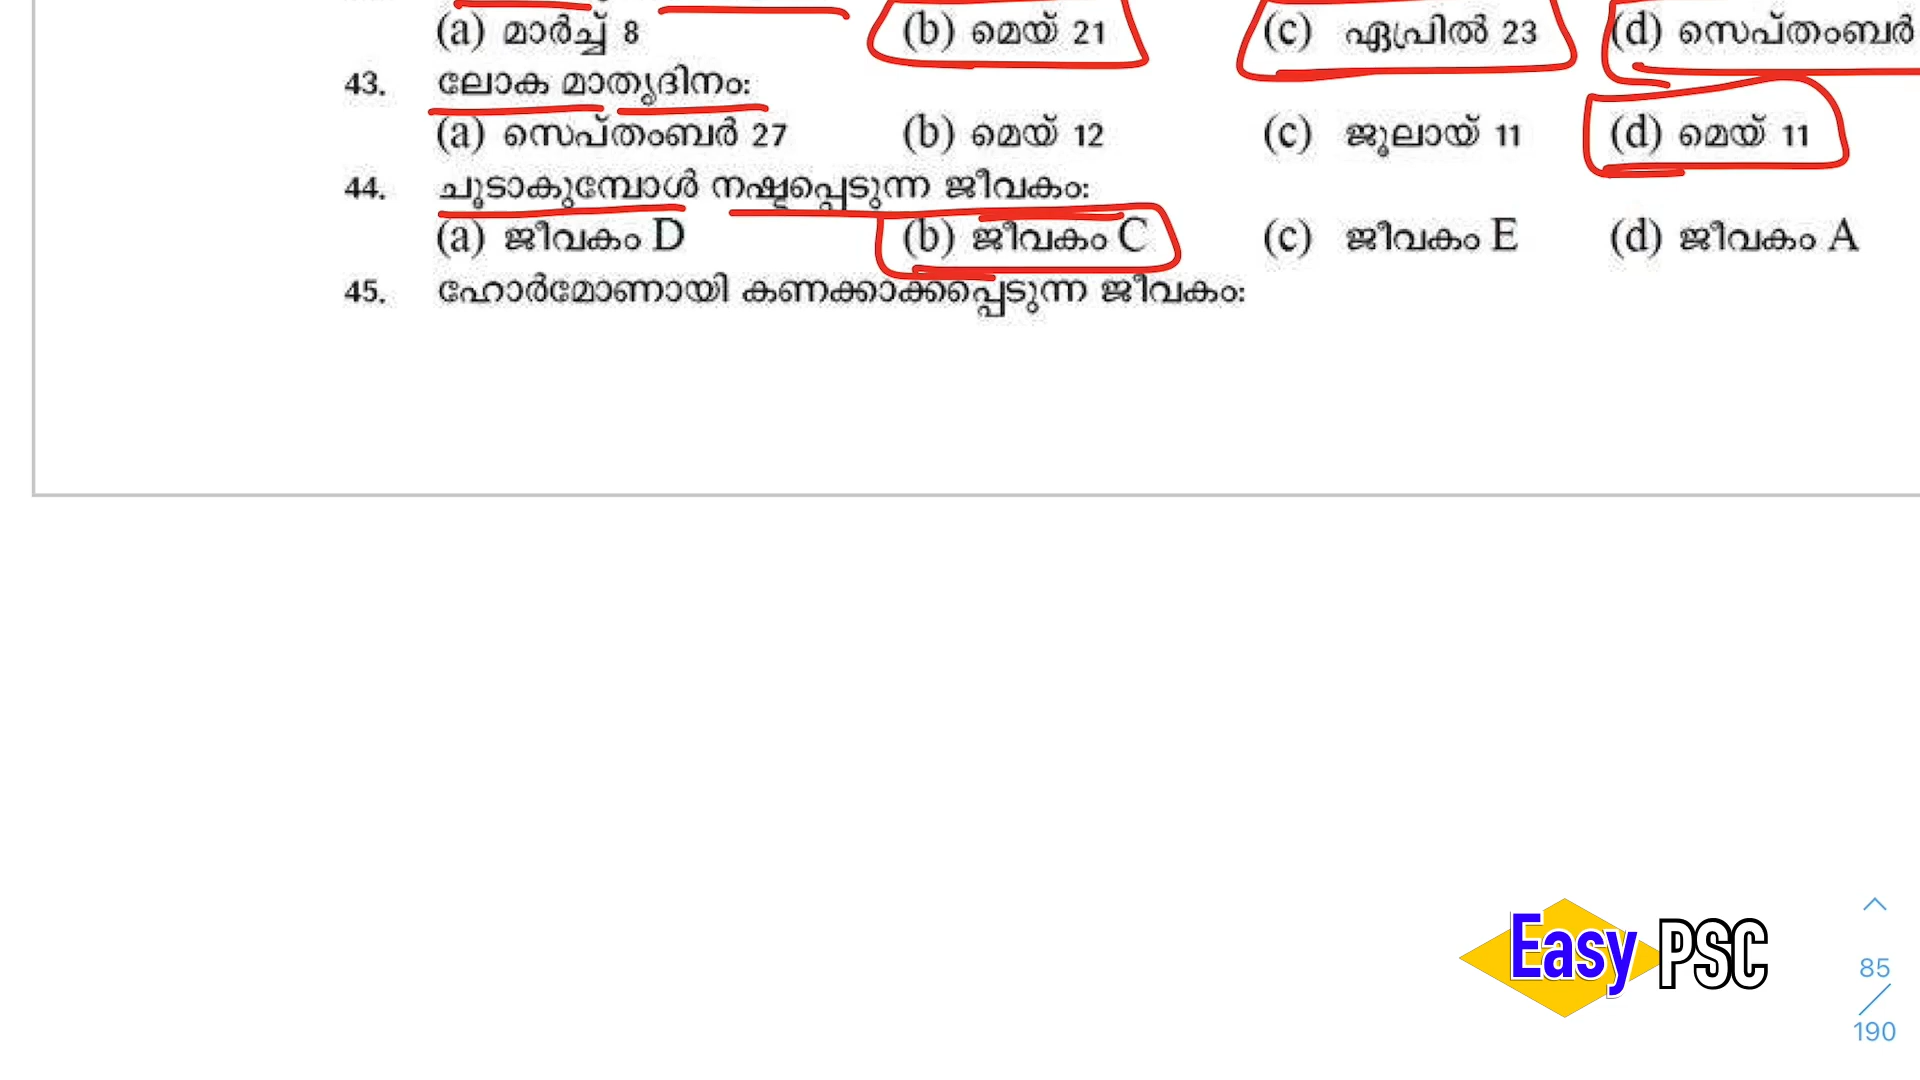 (a) മാർച്ച് 8 (b) മെയ് 21 (c) ഏപ്രിൽ 23 (d) സെപ്തംബർ
43. ലോക മാതൃദിനം:
(a) സെപ്തംബർ 27 (b) മെയ് 12 (c) ജൂലായ് 11 (d) മെയ് 11
44. ചൂടാകുമ്പോൾ നഷ്ടപ്പെടുന്ന ജീവകം:
(a) ജീവകം D (b) ജീവകം C (c) ജീവകം E (d) ജീവകം A
45. ഹോർമോണായി കണക്കാക്കപ്പെടുന്ന ജീവകം:
Easy PSC
85
/
190